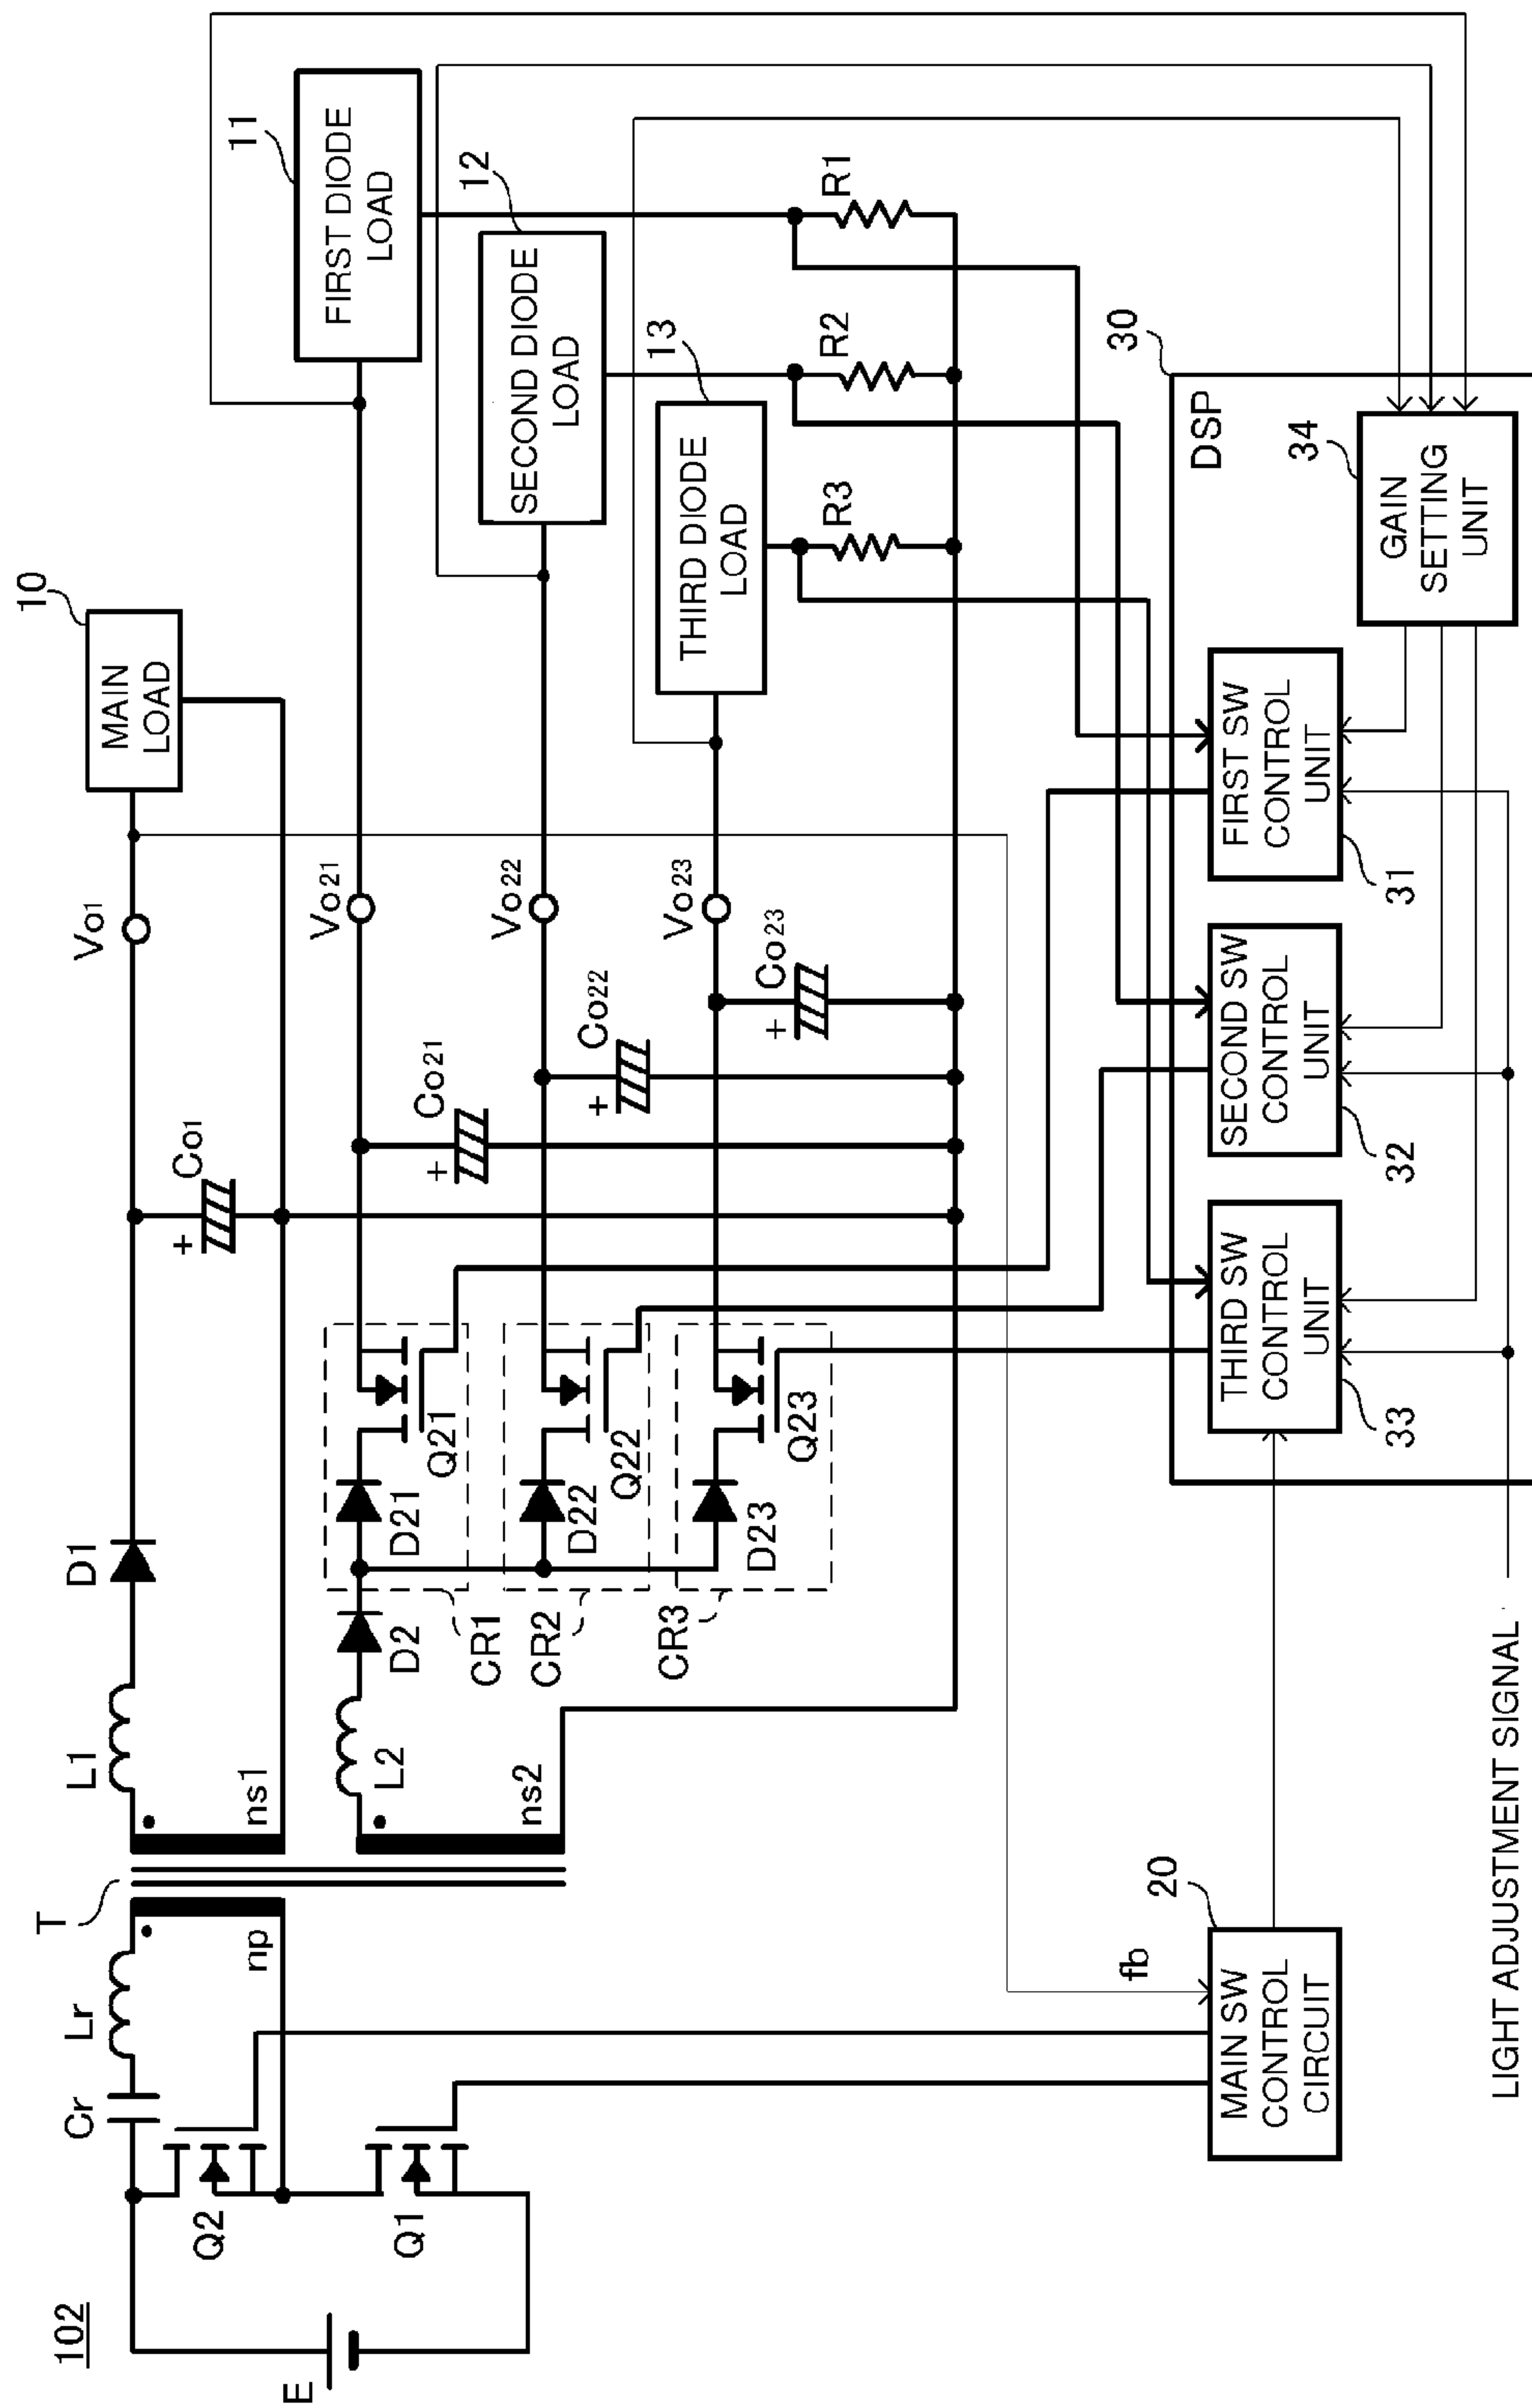 102
E
Q2
Q1
Cr
Lr
np
T
ns1
L1
D1
+
Co1
Vo1
10
MAIN
LOAD
ns2
L2
D2
CR1
CR2
CR3
D21
Q21
D22
Q22
D23
Q23
+
Co21
+
Co22
+
Co23
Vo21
Vo22
Vo23
11
FIRST DIODE
LOAD
12
SECOND DIODE
LOAD
13
THIRD DIODE
LOAD
R1
R2
R3
fb
20
MAIN SW
CONTROL
CIRCUIT
30
DSP
THIRD SW
CONTROL
UNIT
33
SECOND SW
CONTROL
UNIT
32
FIRST SW
CONTROL
UNIT
31
34
GAIN
SETTING
UNIT
LIGHT ADJUSTMENT SIGNAL